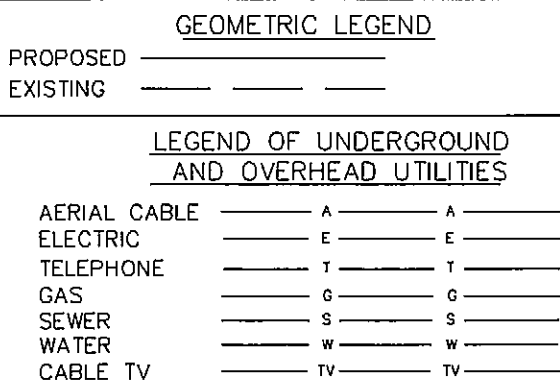 GEOMETRIC LEGEND
PROPOSED
EXISTING
LEGEND OF UNDERGROUND
AND OVERHEAD UTILITIES
AERIAL CABLE A A
ELECTRIC E E
TELEPHONE T T
GAS G G
SEWER S S
WATER W W
CABLE TV TV TV